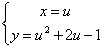 x = u
y = u² + 2u − 1